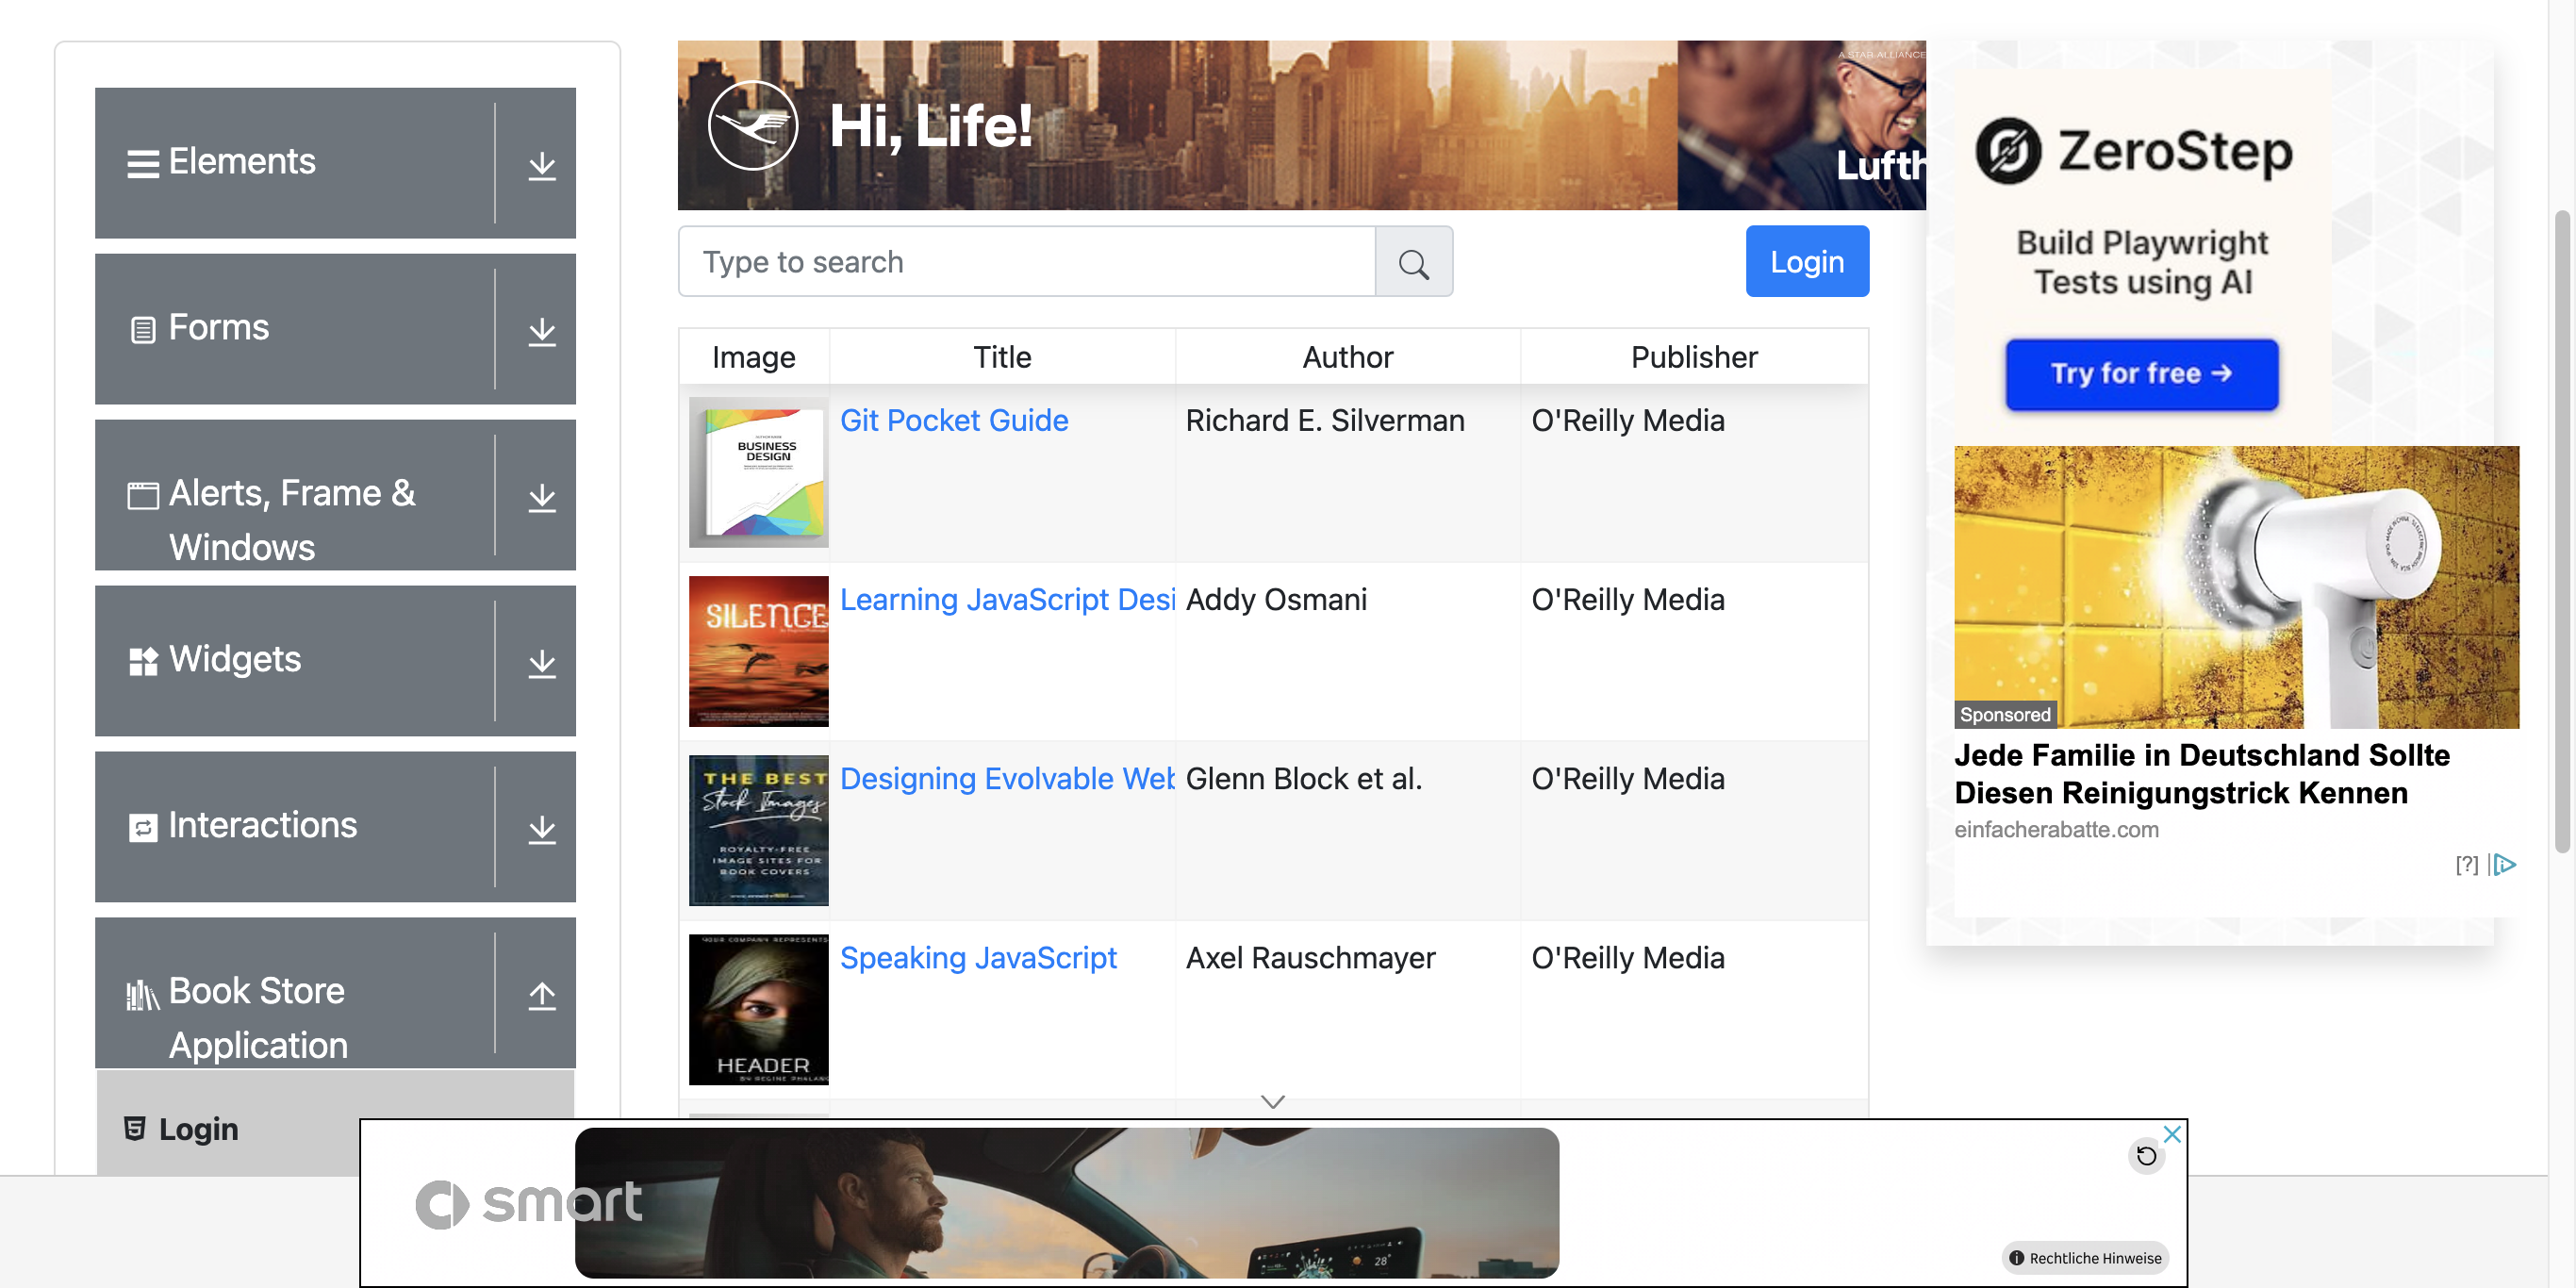 Elements
Forms
Alerts, Frame &
Windows
Widgets
Interactions
Book Store
Application
Login
Hi, Life!
A STAR ALLIANCE
Lufth
Type to search
Login
Image Title Author Publisher
BUSINESS
DESIGN
Git Pocket Guide Richard E. Silverman O'Reilly Media
SILENCE
Learning JavaScript Desi Addy Osmani O'Reilly Media
THE BEST
Stock Images
ROYALTY-FREE
IMAGE SITES FOR
BOOK COVERS
Designing Evolvable Web Glenn Block et al. O'Reilly Media
YOUR COMPANY REPRESENTS
HEADER
Speaking JavaScript Axel Rauschmayer O'Reilly Media
ZeroStep
Build Playwright
Tests using AI
Try for free →
Sponsored
Jede Familie in Deutschland Sollte
Diesen Reinigungstrick Kennen
einfacherabatte.com
[?]
smart
28°
Rechtliche Hinweise